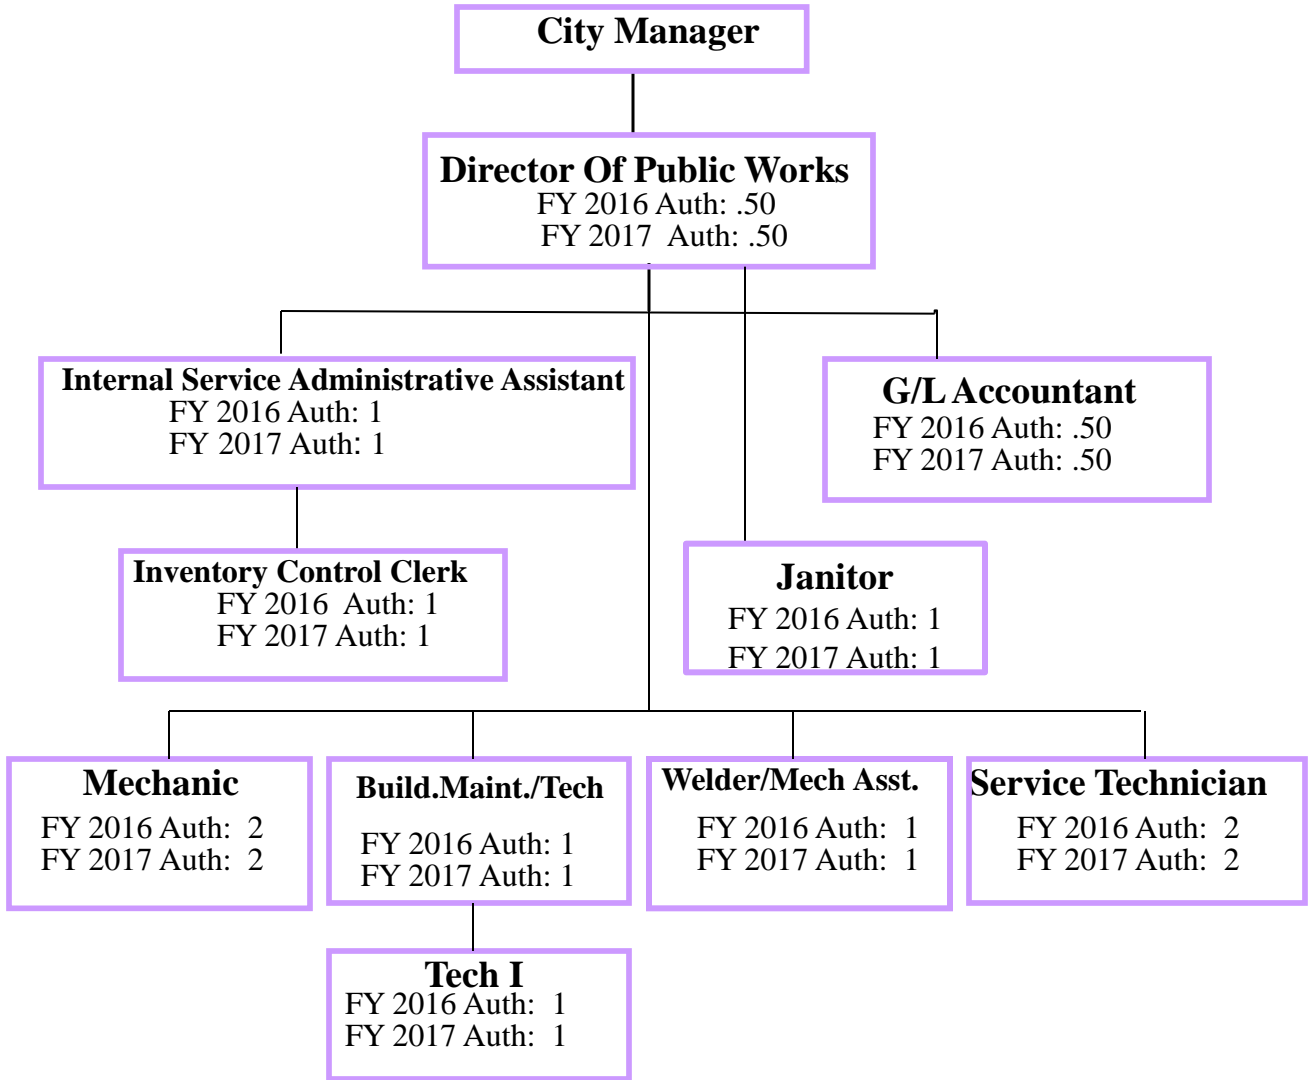 City Manager
Director Of Public Works
FY 2016 Auth: .50
FY 2017 Auth: .50
Internal Service Administrative Assistant
FY 2016 Auth: 1
FY 2017 Auth: 1
G/L Accountant
FY 2016 Auth: .50
FY 2017 Auth: .50
Inventory Control Clerk
FY 2016 Auth: 1
FY 2017 Auth: 1
Janitor
FY 2016 Auth: 1
FY 2017 Auth: 1
Mechanic
FY 2016 Auth: 2
FY 2017 Auth: 2
Build.Maint./Tech
FY 2016 Auth: 1
FY 2017 Auth: 1
Welder/Mech Asst.
FY 2016 Auth: 1
FY 2017 Auth: 1
Service Technician
FY 2016 Auth: 2
FY 2017 Auth: 2
Tech I
FY 2016 Auth: 1
FY 2017 Auth: 1